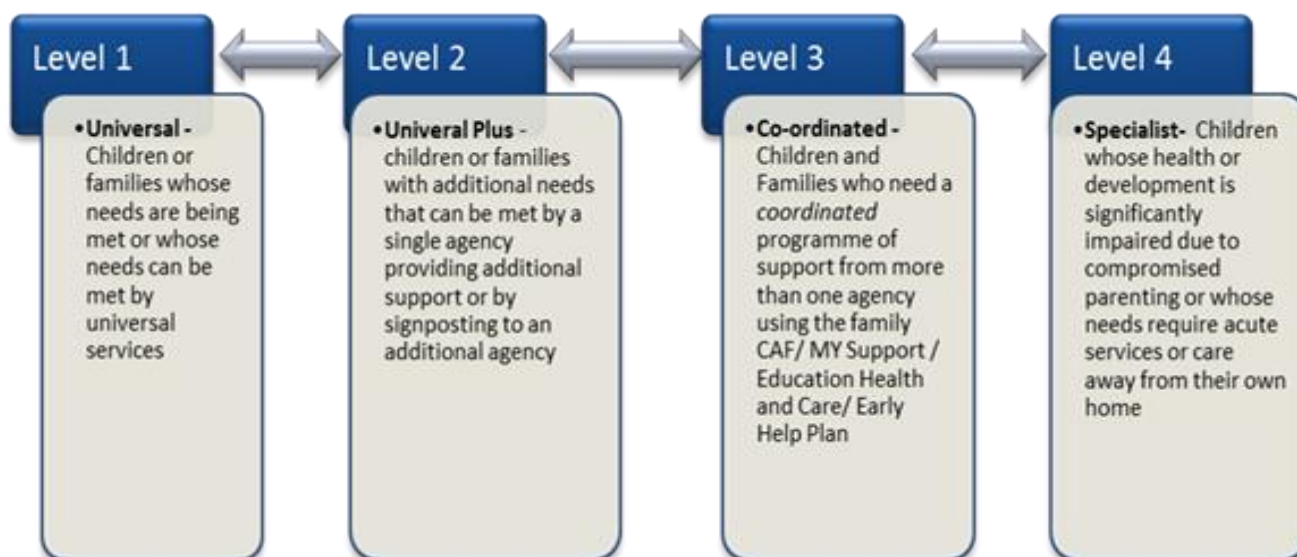 Level 1
•Universal -
Children or
families whose
needs are being
met or whose
needs can be
met by
universal
services
Level 2
•Univeral Plus -
children or families
with additional needs
that can be met by a
single agency
providing additional
support or by
signposting to an
additional agency
Level 3
•Co-ordinated -
Children and
Families who need a
coordinated
programme of
support from more
than one agency
using the family
CAF/ MY Support /
Education Health
and Care/ Early
Help Plan
Level 4
•Specialist- Children
whose health or
development is
significantly
impaired due to
compromised
parenting or whose
needs require acute
services or care
away from their own
home